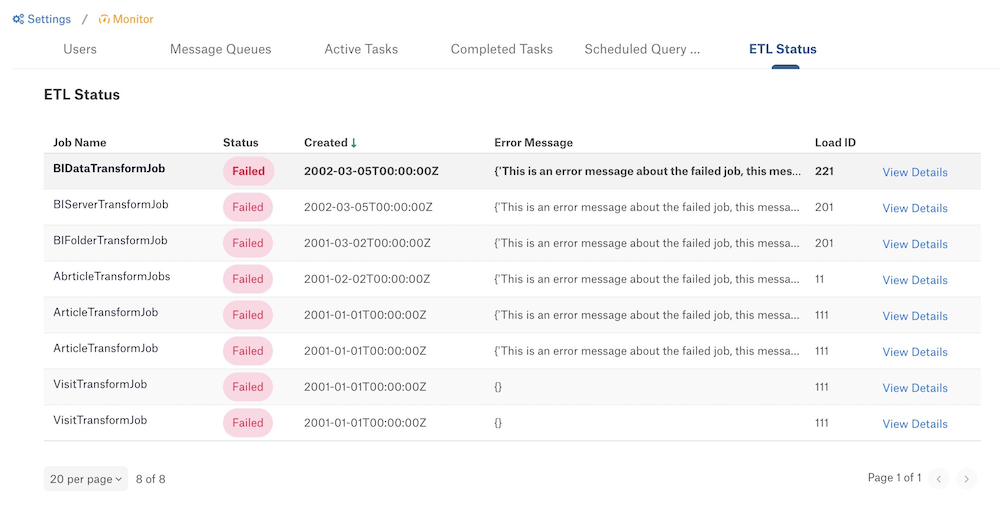 Settings / Monitor
Users Message Queues Active Tasks Completed Tasks Scheduled Query ... ETL Status
ETL Status
Job Name Status Created ↓ Error Message Load ID
BIDataTransformJob Failed 2002-03-05T00:00:00Z {'This is an error message about the failed job, this mes... 221 View Details
BIServerTransformJob Failed 2002-03-05T00:00:00Z {'This is an error message about the failed job, this messa... 201 View Details
BIFolderTransformJob Failed 2001-03-02T00:00:00Z {'This is an error message about the failed job, this messa... 201 View Details
AbrticleTransformJobs Failed 2001-02-02T00:00:00Z {'This is an error message about the failed job, this messa... 11 View Details
ArticleTransformJob Failed 2001-01-01T00:00:00Z {'This is an error message about the failed job, this messa... 111 View Details
ArticleTransformJob Failed 2001-01-01T00:00:00Z {'This is an error message about the failed job, this messa... 111 View Details
VisitTransformJob Failed 2001-01-01T00:00:00Z {} 111 View Details
VisitTransformJob Failed 2001-01-01T00:00:00Z {} 111 View Details
20 per page 8 of 8 Page 1 of 1